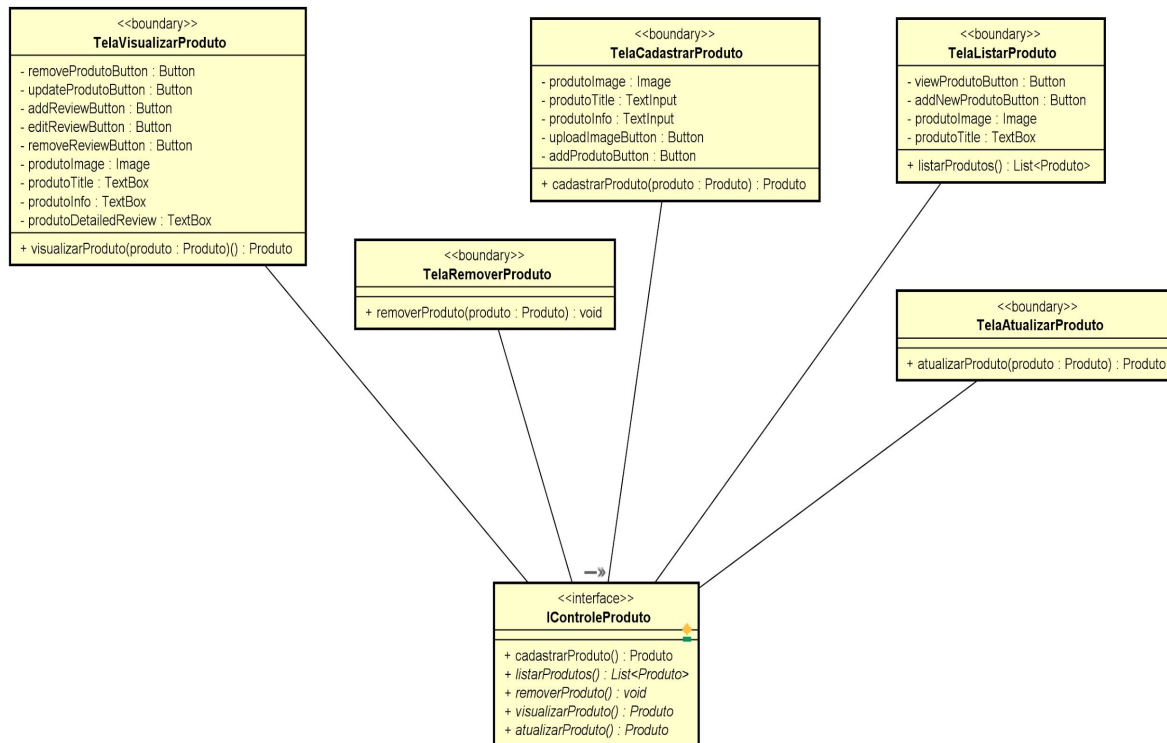 <<boundary>>
TelaVisualizarProduto
- removeProdutoButton : Button
- updateProdutoButton : Button
- addReviewButton : Button
- editReviewButton : Button
- removeReviewButton : Button
- produtoImage : Image
- produtoTitle : TextBox
- produtoInfo : TextBox
- produtoDetailedReview : TextBox
+ visualizarProduto(produto : Produto)() : Produto
<<boundary>>
TelaCadastrarProduto
- produtoImage : Image
- produtoTitle : TextInput
- produtoInfo : TextInput
- uploadImageButton : Button
- addProdutoButton : Button
+ cadastrarProduto(produto : Produto) : Produto
<<boundary>>
TelaListarProduto
- viewProdutoButton : Button
- addNewProdutoButton : Button
- produtoImage : Image
- produtoTitle : TextBox
+ listarProdutos() : List<Produto>
<<boundary>>
TelaRemoverProduto
+ removerProduto(produto : Produto) : void
<<boundary>>
TelaAtualizarProduto
+ atualizarProduto(produto : Produto) : Produto
<<interface>>
IControleProduto
+ cadastrarProduto() : Produto
+ listarProdutos() : List<Produto>
+ removerProduto() : void
+ visualizarProduto() : Produto
+ atualizarProduto() : Produto